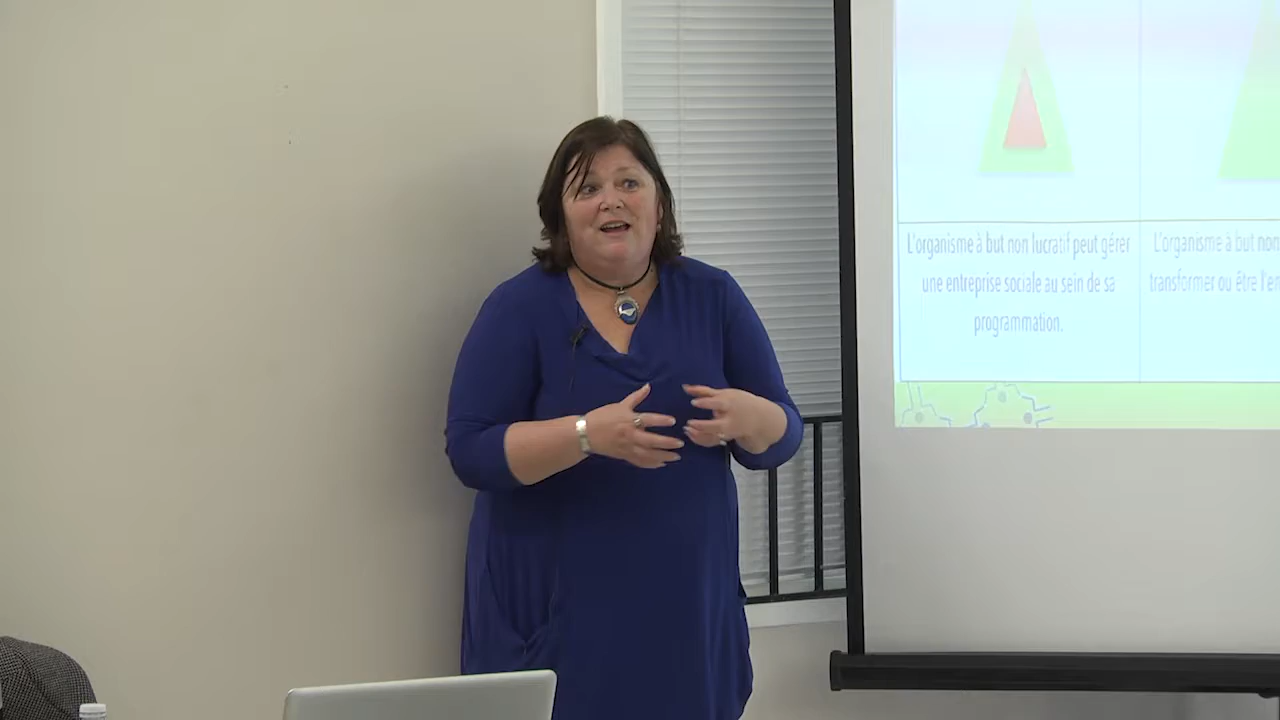 L'organisme à but non lucratif peut gérer
une entreprise sociale au sein de sa
programmation.
L'organisme à but non
transformer ou être l'en